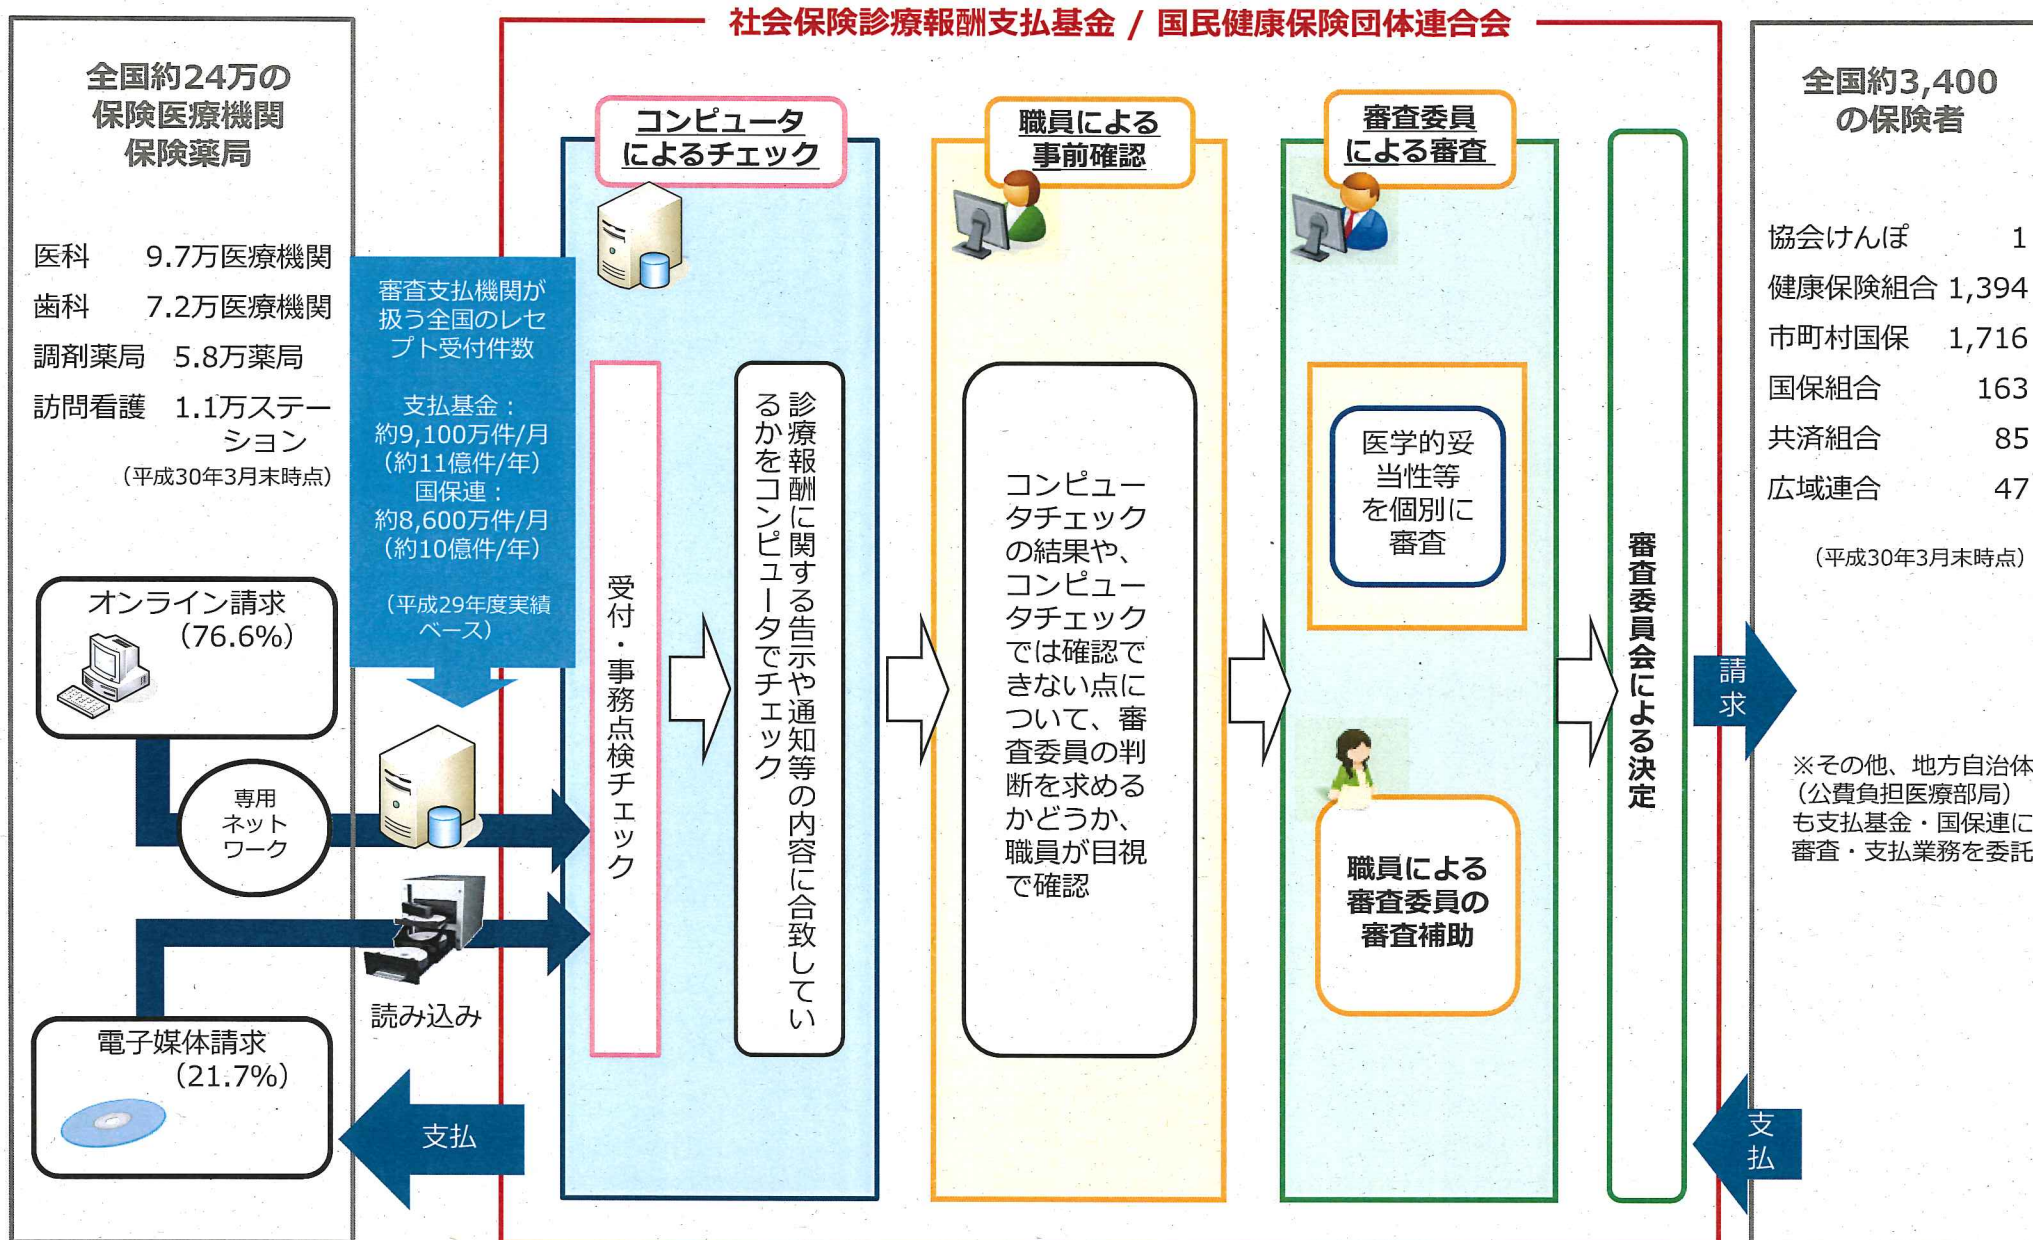 社会保険診療報酬支払基金 / 国民健康保険団体連合会
全国約24万の
保険医療機関
保険薬局
医科 9.7万医療機関
歯科 7.2万医療機関
調剤薬局 5.8万薬局
訪問看護 1.1万ステー
ション
（平成30年3月末時点）
オンライン請求
（76.6%）
専用
ネット
ワーク
電子媒体請求
（21.7%）
審査支払機関が
扱う全国のレセ
プト受付件数
支払基金：
約9,100万件/月
（約11億件/年）
国保連：
約8,600万件/月
（約10億件/年）
（平成29年度実績
ベース）
読み込み
支払
コンピュータ
によるチェック
受付・事務点検チェック
診療報酬に関する告示や通知等の内容に合致してい
るかをコンピュータでチェック
職員による
事前確認
コンピュー
タチェック
の結果や、
コンピュー
タチェック
では確認で
きない点に
ついて、審
査委員の判
断を求める
かどうか、
職員が目視
で確認
審査委員
による審査
医学的妥
当性等
を個別に
審査
職員による
審査委員の
審査補助
審査委員会による決定
請求
支払
全国約3,400
の保険者
協会けんぽ 1
健康保険組合 1,394
市町村国保 1,716
国保組合 163
共済組合 85
広域連合 47
（平成30年3月末時点）
※その他、地方自治体
（公費負担医療部局）
も支払基金・国保連に
審査・支払業務を委託